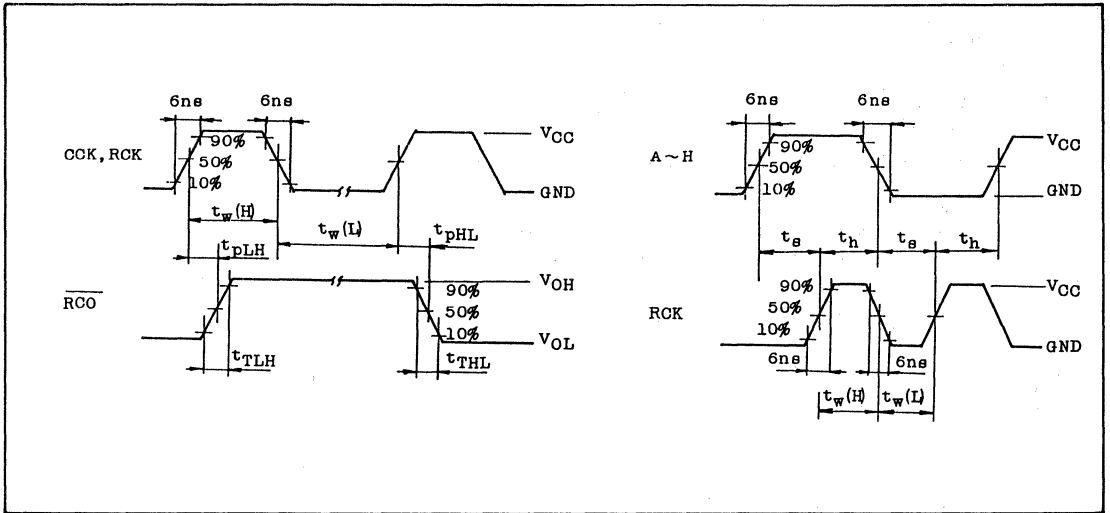 6ns 6ns
CCK, RCK
90%
50%
10%
VCC
GND
tw(H)
tw(L)
tpLH
tpHL
RCO
90%
50%
10%
VOH
VOL
tTLH
tTHL
6ns 6ns
A~H
90%
50%
10%
VCC
GND
ts th ts th
RCK
90%
50%
10%
VCC
GND
6ns 6ns
tw(H) tw(L)